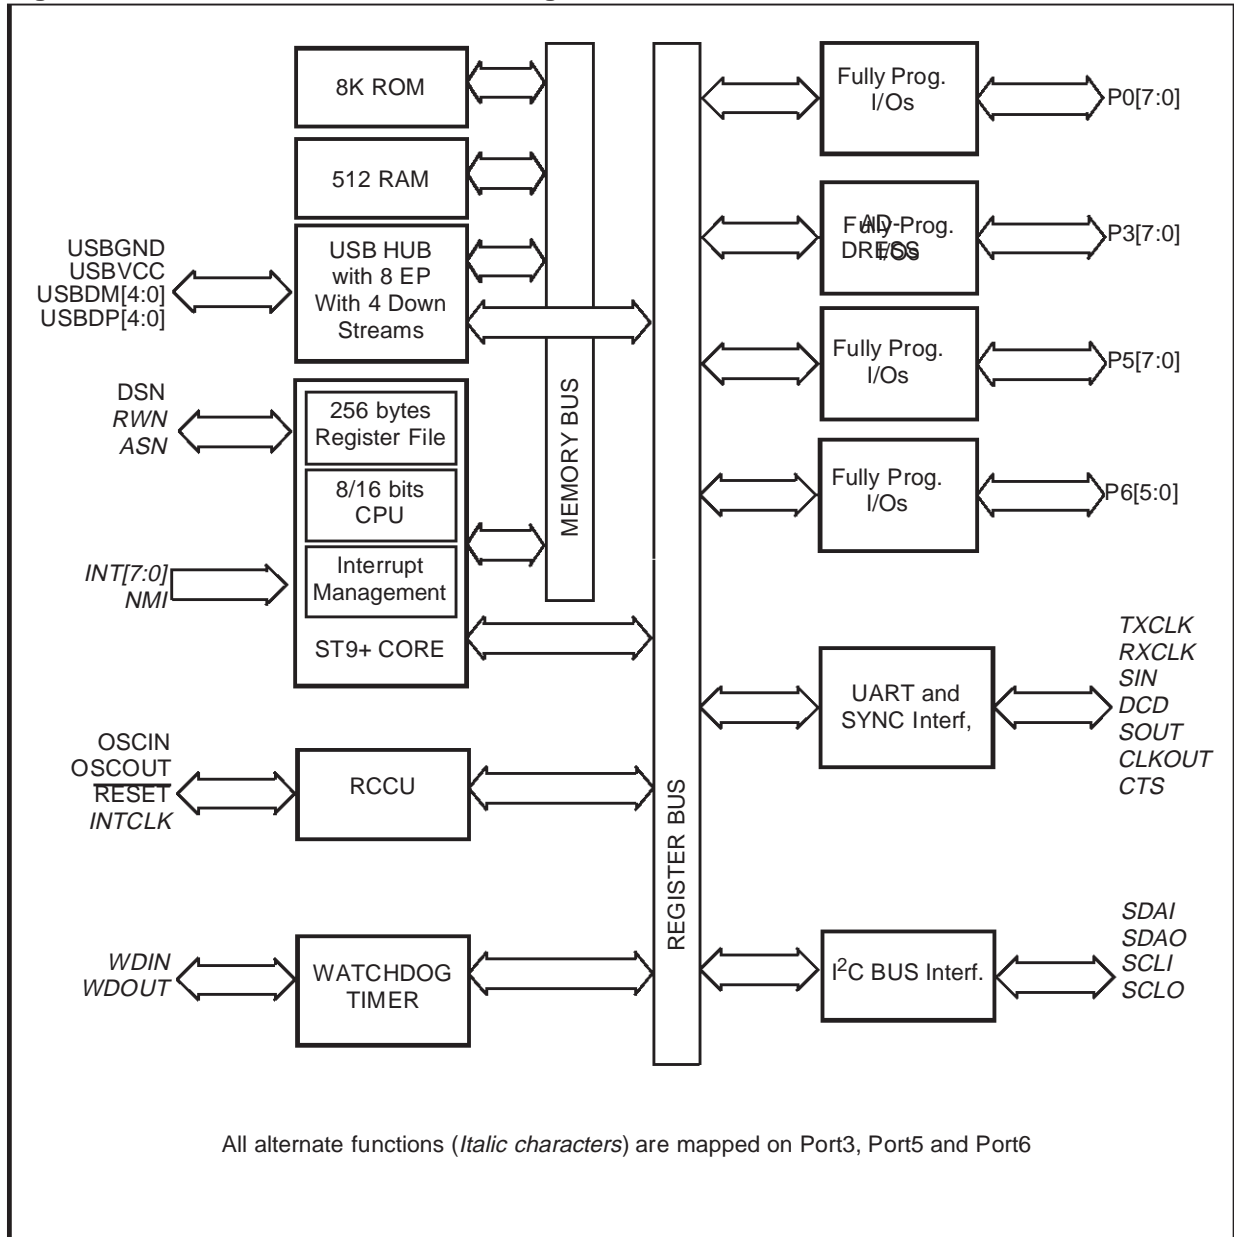 8K ROM
512 RAM
USBGND
USBVCC
USBDM[4:0]
USBDP[4:0]
USB HUB
with 8 EP
With 4 Down
Streams
DSN
RWN
ASN
256 bytes
Register File
8/16 bits
CPU
INT[7:0]
NMI
Interrupt
Management
ST9+ CORE
OSCIN
OSCOUT
RESET
INTCLK
RCCU
WDIN
WDOUT
WATCHDOG
TIMER
MEMORY BUS
REGISTER BUS
Fully Prog.
I/Os
P0[7:0]
Fully Prog.
I/Os
AD-
DRESS
P3[7:0]
Fully Prog.
I/Os
P5[7:0]
Fully Prog.
I/Os
P6[5:0]
UART and
SYNC Interf,
TXCLK
RXCLK
SIN
DCD
SOUT
CLKOUT
CTS
I²C BUS Interf.
SDAI
SDAO
SCLI
SCLO
All alternate functions (Italic characters) are mapped on Port3, Port5 and Port6